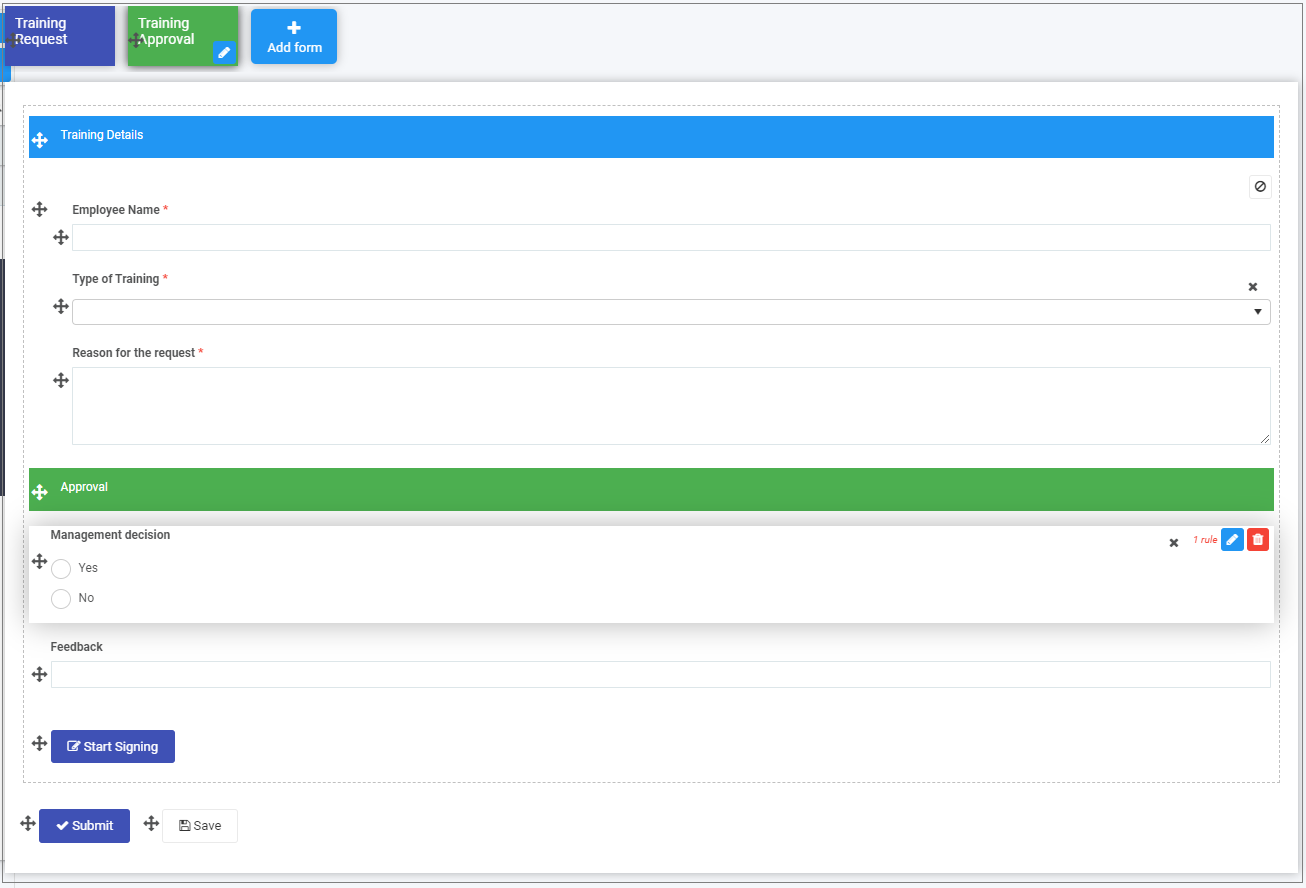 Training
Request
Training
Approval
Add form
Training Details
Employee Name *
Type of Training *
Reason for the request *
Approval
Management decision
1 rule
Yes
No
Feedback
Start Signing
Submit
Save